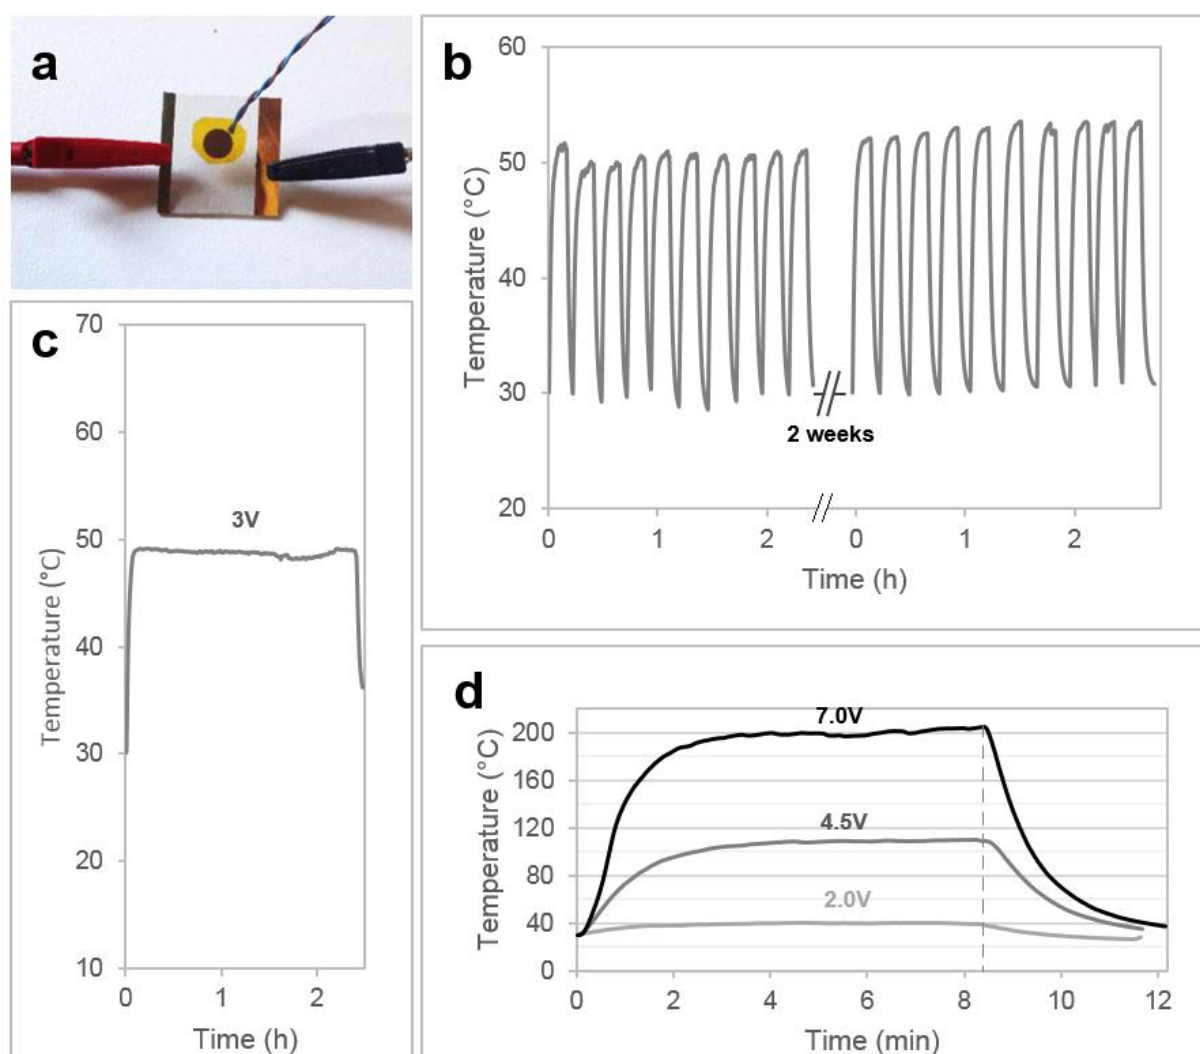 a
b
60
50
40
30
20
Temperature (°C)
2 weeks
0 1 2 0 1 2
Time (h)
c
70
60
50
40
30
20
10
Temperature (°C)
3V
0 1 2
Time (h)
d
200
160
120
80
40
0
Temperature (°C)
7.0V
4.5V
2.0V
0 2 4 6 8 10 12
Time (min)